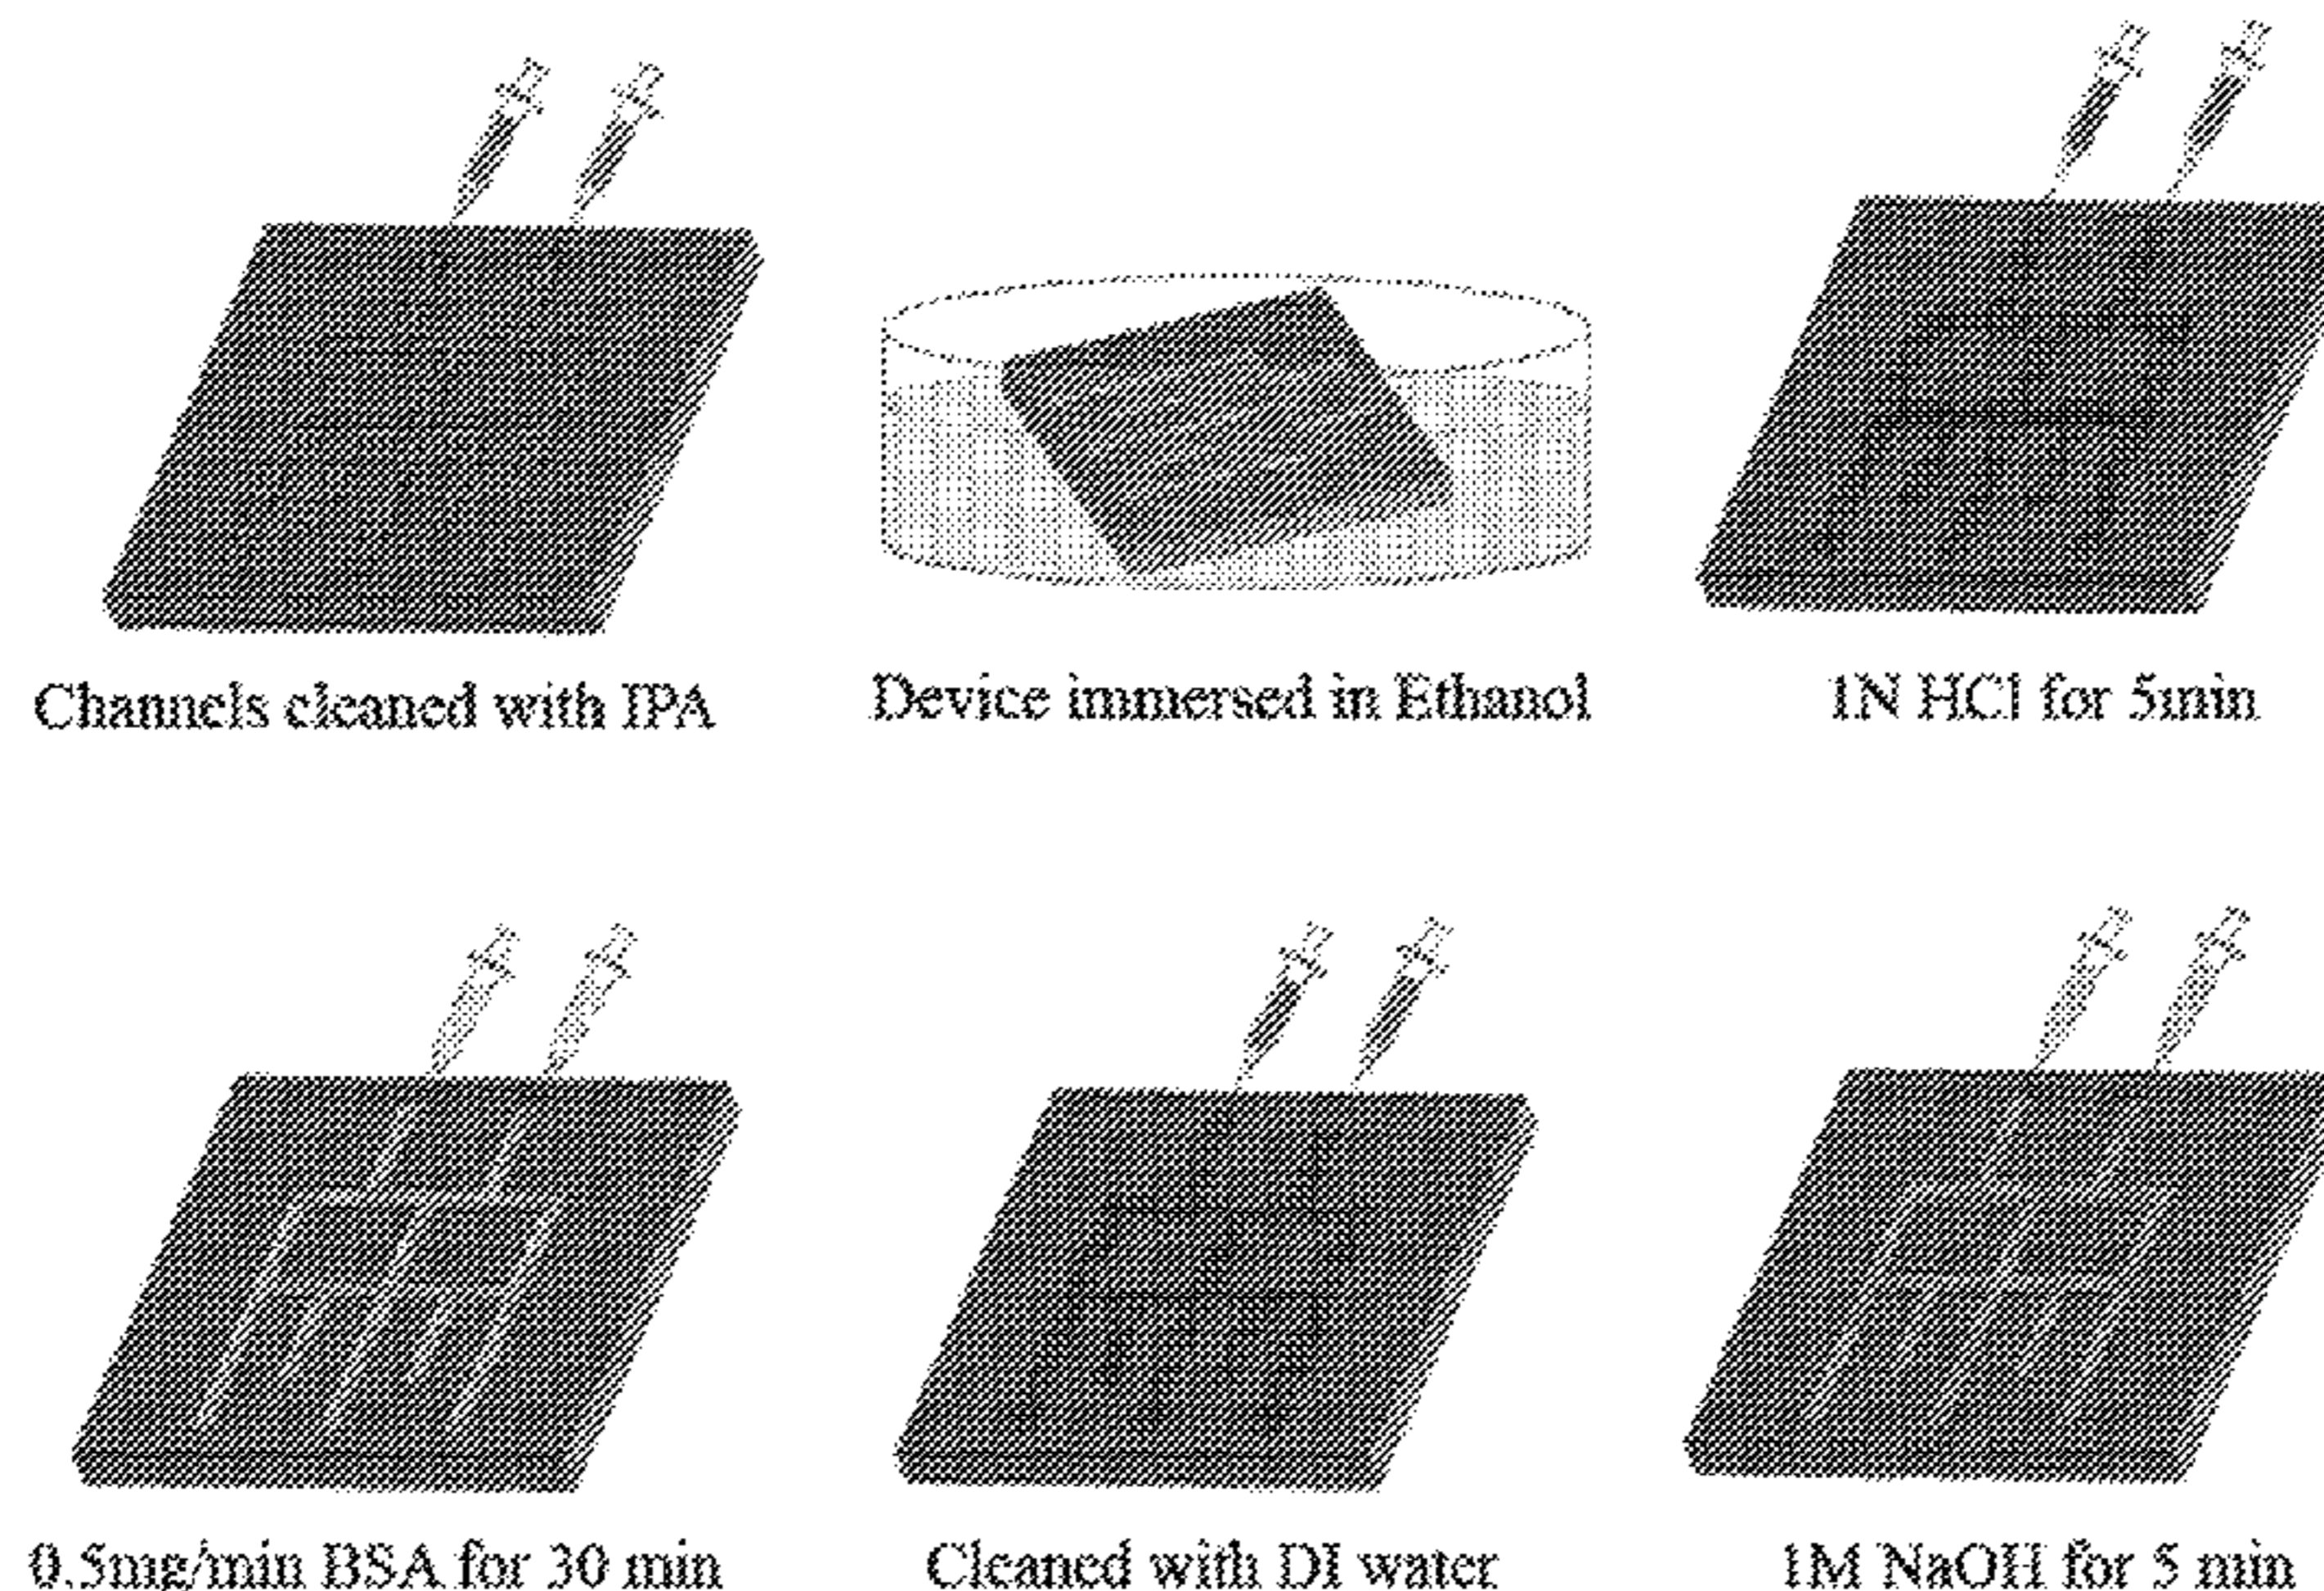 Channels cleaned with IPA
Device immersed in Ethanol
1N HCl for 5min
0.5mg/min BSA for 30 min
Cleaned with DI water
1M NaOH for 5 min